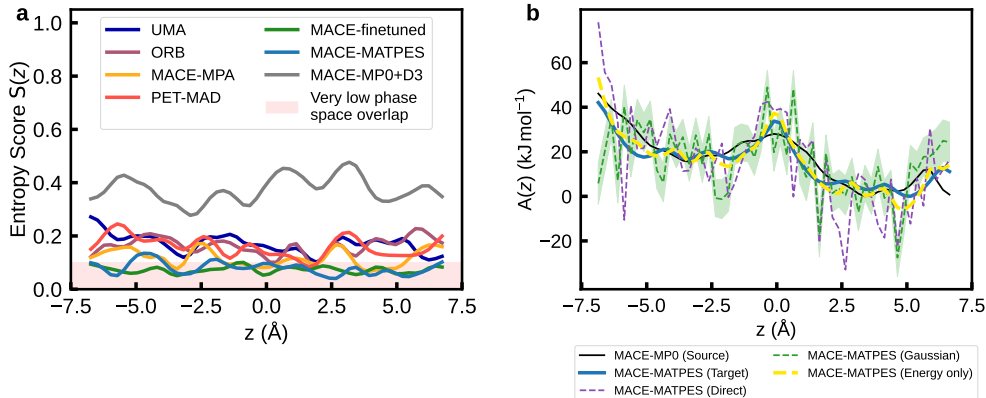 a
1.0
0.8
0.6
0.4
0.2
0.0
Entropy Score S(z)
UMA
ORB
MACE-MPA
PET-MAD
MACE-finetuned
MACE-MATPES
MACE-MP0+D3
Very low phase
space overlap
−7.5 −5.0 −2.5 0.0 2.5 5.0 7.5
z (Å)
b
80
60
40
20
0
−20
A(z) (kJ mol⁻¹)
−7.5 −5.0 −2.5 0.0 2.5 5.0 7.5
z (Å)
MACE-MP0 (Source)
MACE-MATPES (Target)
MACE-MATPES (Direct)
MACE-MATPES (Gaussian)
MACE-MATPES (Energy only)